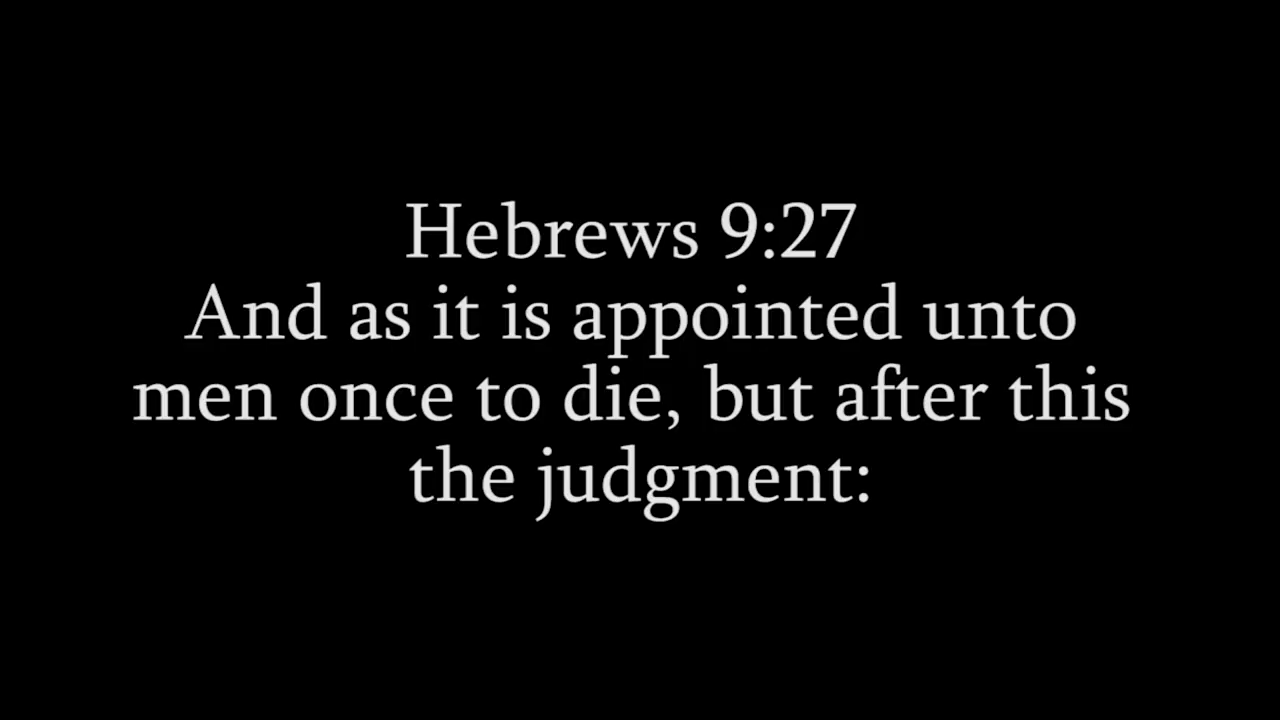 Hebrews 9:27
And as it is appointed unto
men once to die, but after this
the judgment: